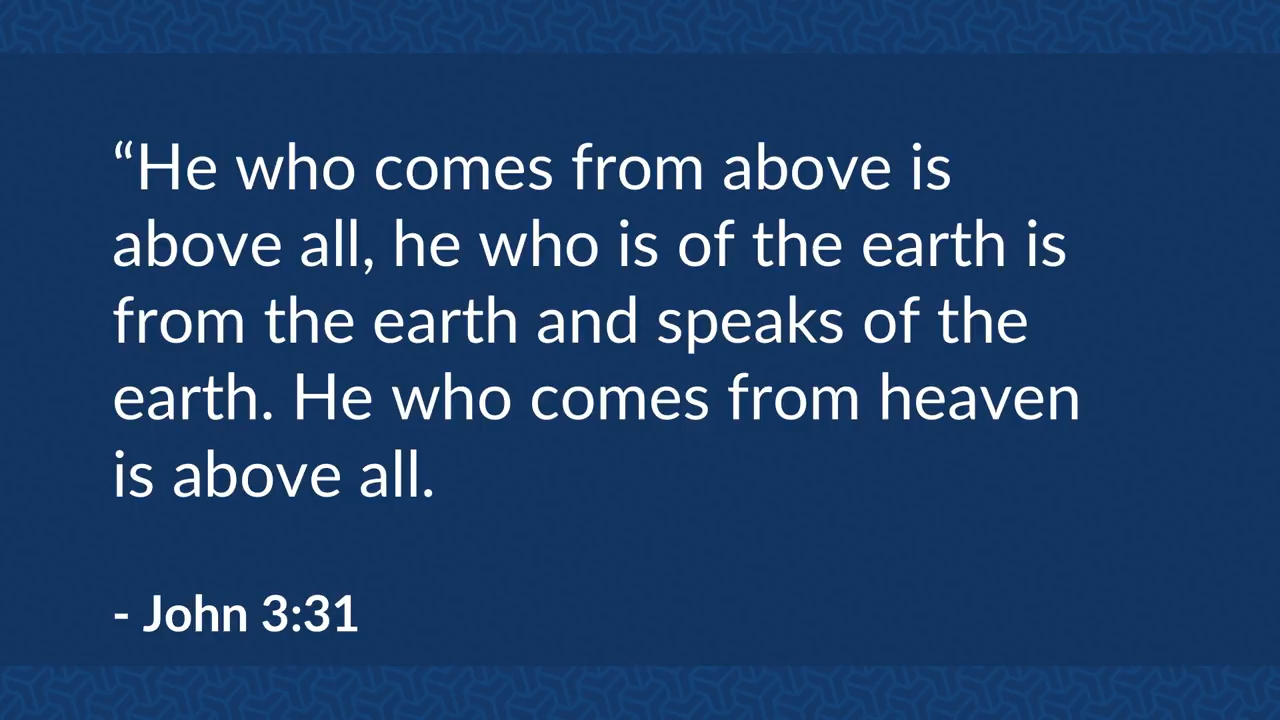 “He who comes from above is
above all, he who is of the earth is
from the earth and speaks of the
earth. He who comes from heaven
is above all.
- John 3:31